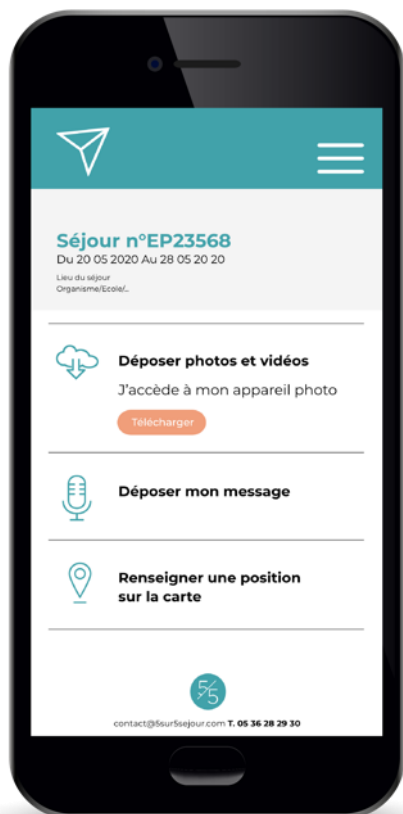 Séjour n°EP23568
Du 20 05 2020 Au 28 05 20 20
Lieu du séjour
Organisme/Ecole/...
Déposer photos et vidéos
J'accède à mon appareil photo
Télécharger
Déposer mon message
Renseigner une position
sur la carte
5/5
contact@5sur5sejour.com T. 05 36 28 29 30